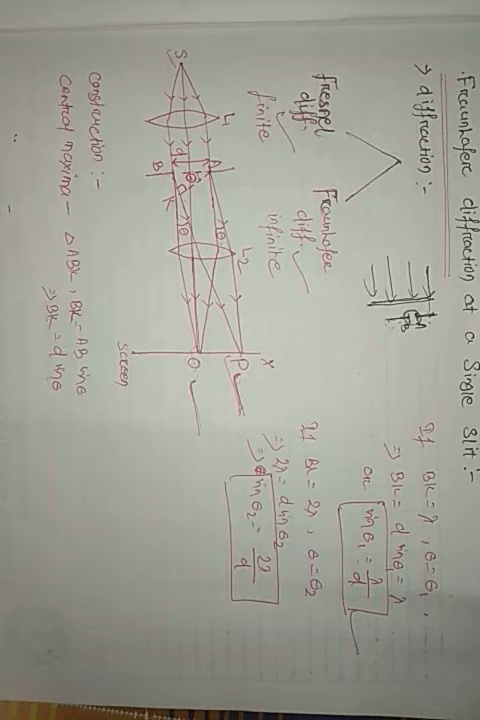 Fraunhofer diffraction at a single slit :-
→ diffraction :-
Fresnel
diff.
finite
Fraunhofer
diff.
infinite
S
L1
A
B
d
θ
θ
K
L2
X
P
O
screen
Construction :-
Central maxima - ΔABK, BK = AB sinθ
⇒ BK = d sinθ
If BK = λ, θ = θ1,
⇒ BK = d sinθ1 = λ
or sinθ1 = λ/d
If BK = 2λ, θ = θ2
⇒ 2λ = d sinθ2
⇒ sinθ2 = 2λ/d